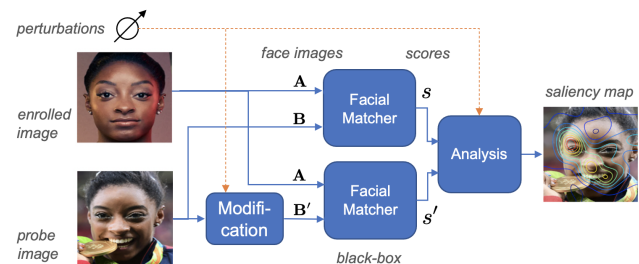 perturbations
face images
scores
A
s
saliency map
enrolled
image
B
Facial
Matcher
Analysis
A
Modifi-
cation
B′
Facial
Matcher
s′
probe
image
black-box